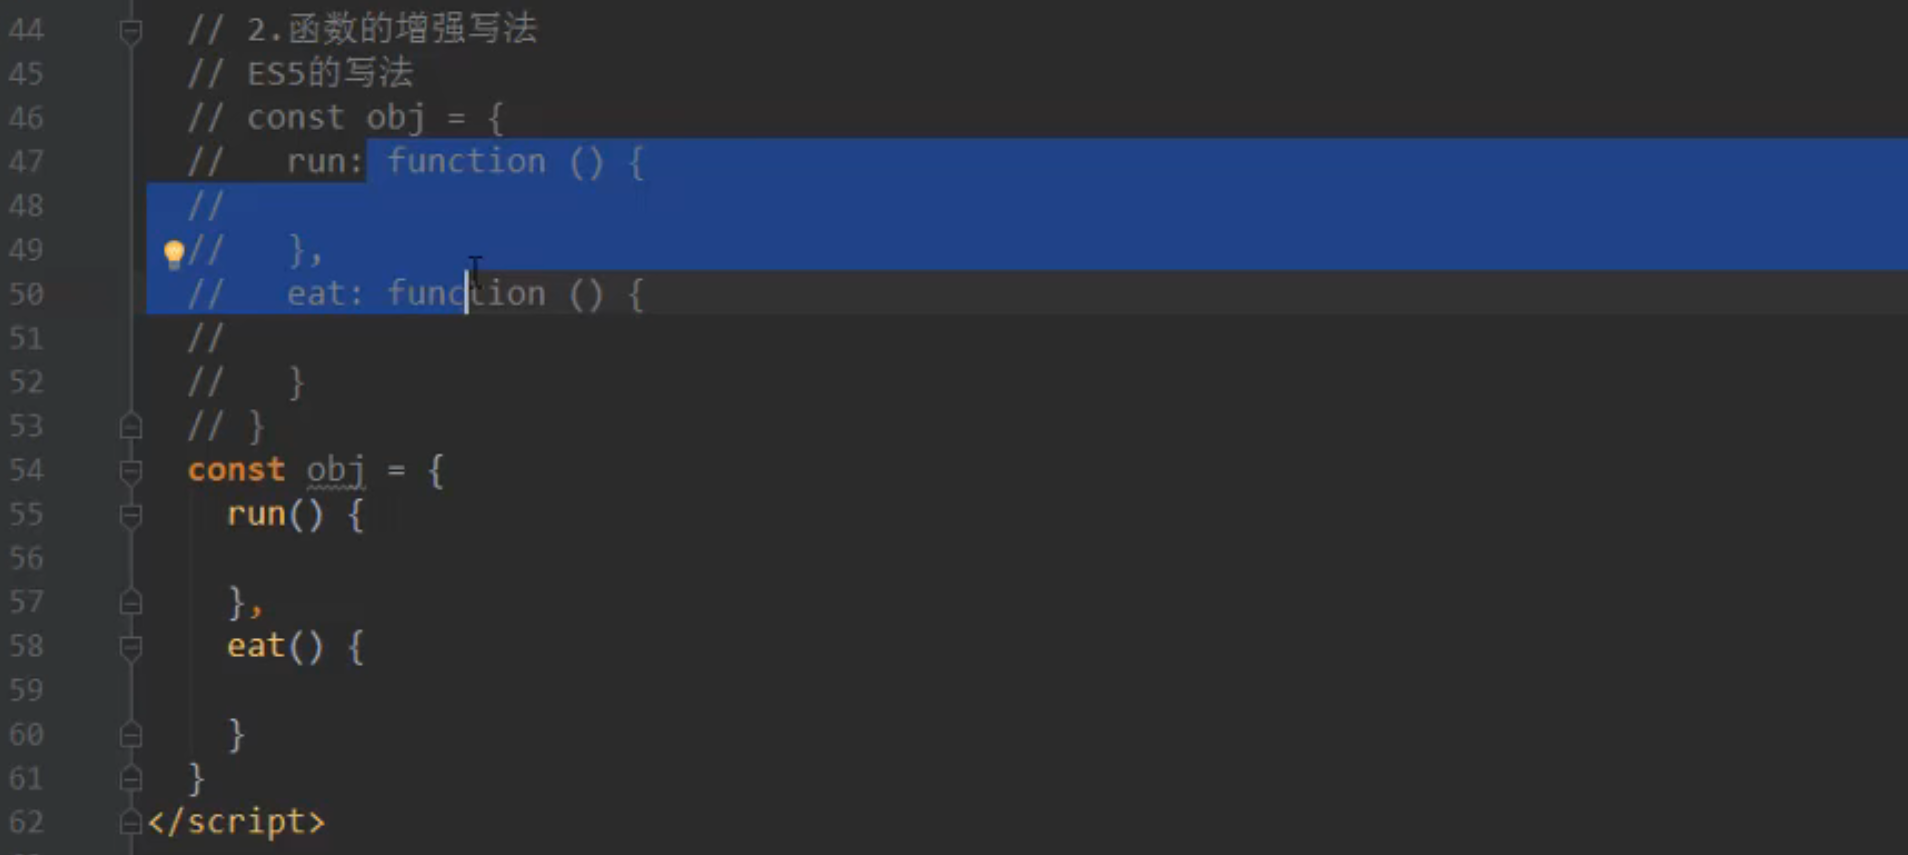 44 // 2.函数的增强写法
45 // ES5的写法
46 // const obj = {
47 //   run: function () {
48 //
49 //   },
50 //   eat: function () {
51 //
52 //   }
53 // }
54 const obj = {
55   run() {
56
57   },
58   eat() {
59
60   }
61 }
62 </script>